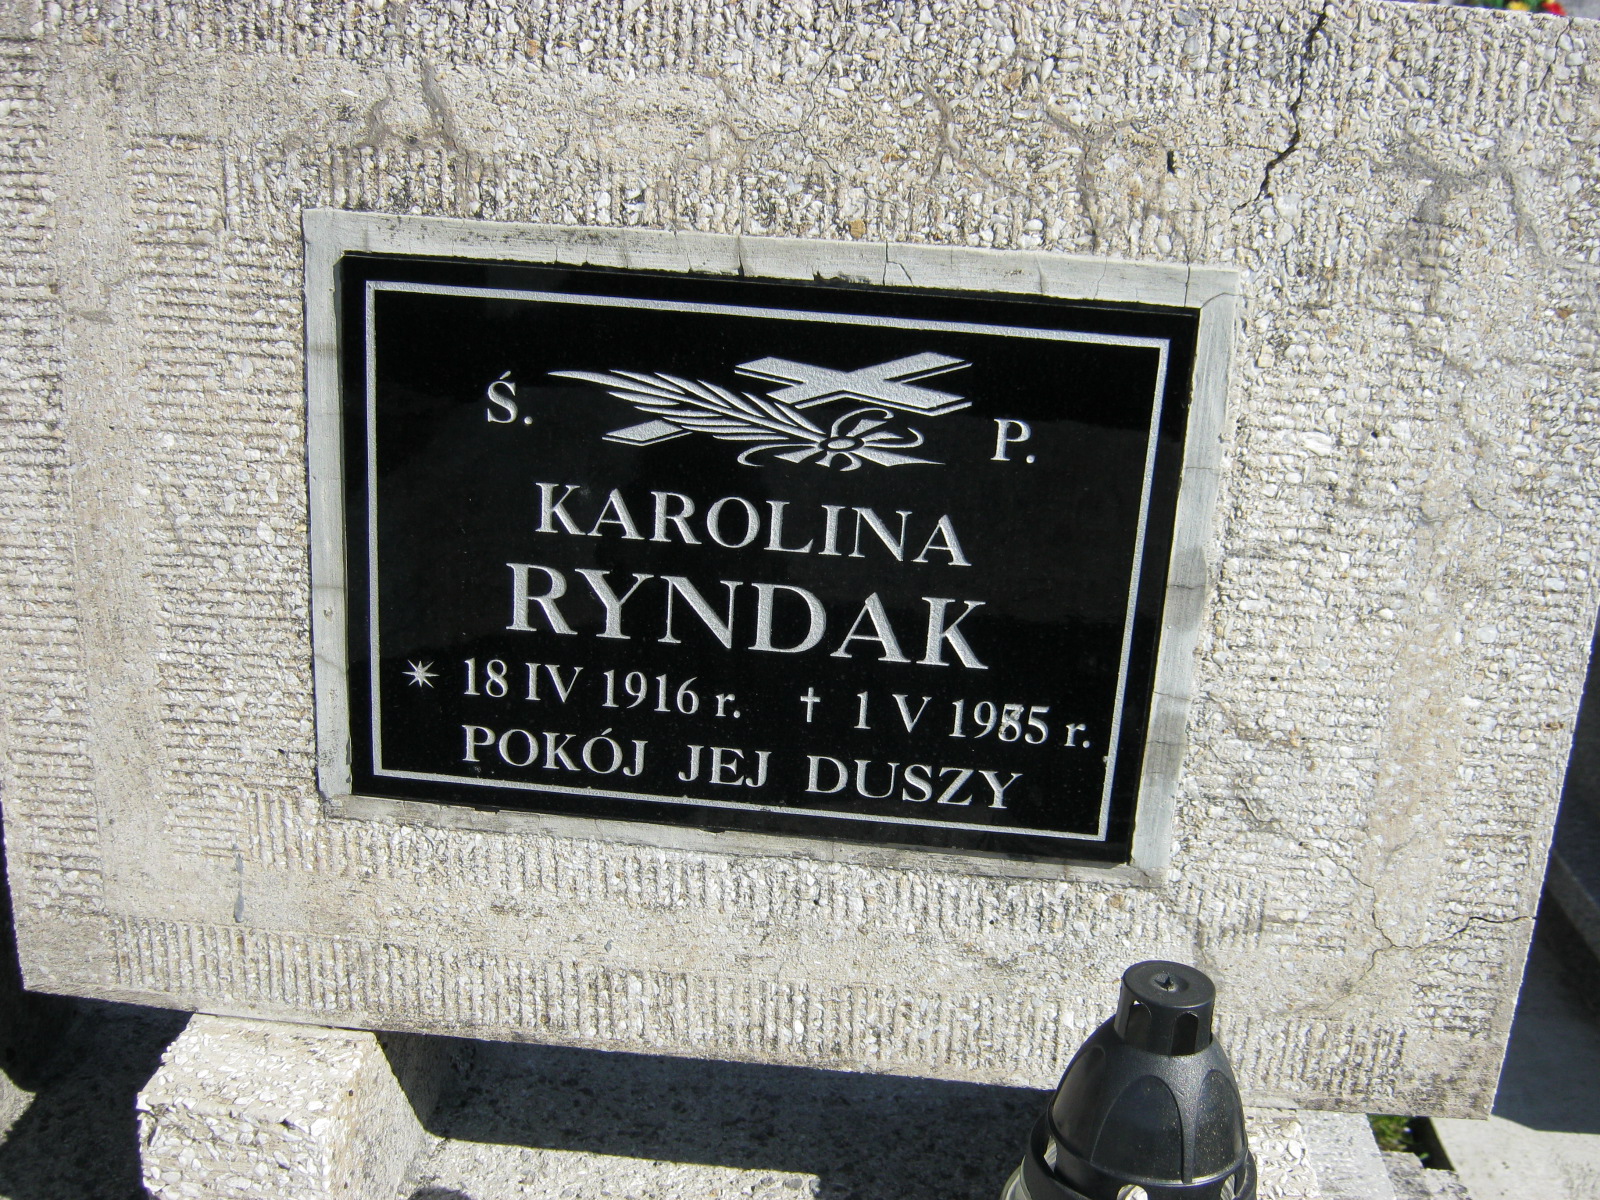 Ś. P.
KAROLINA
RYNDAK
✴ 18 IV 1916 r. † 1 V 1985 r.
POKÓJ JEJ DUSZY